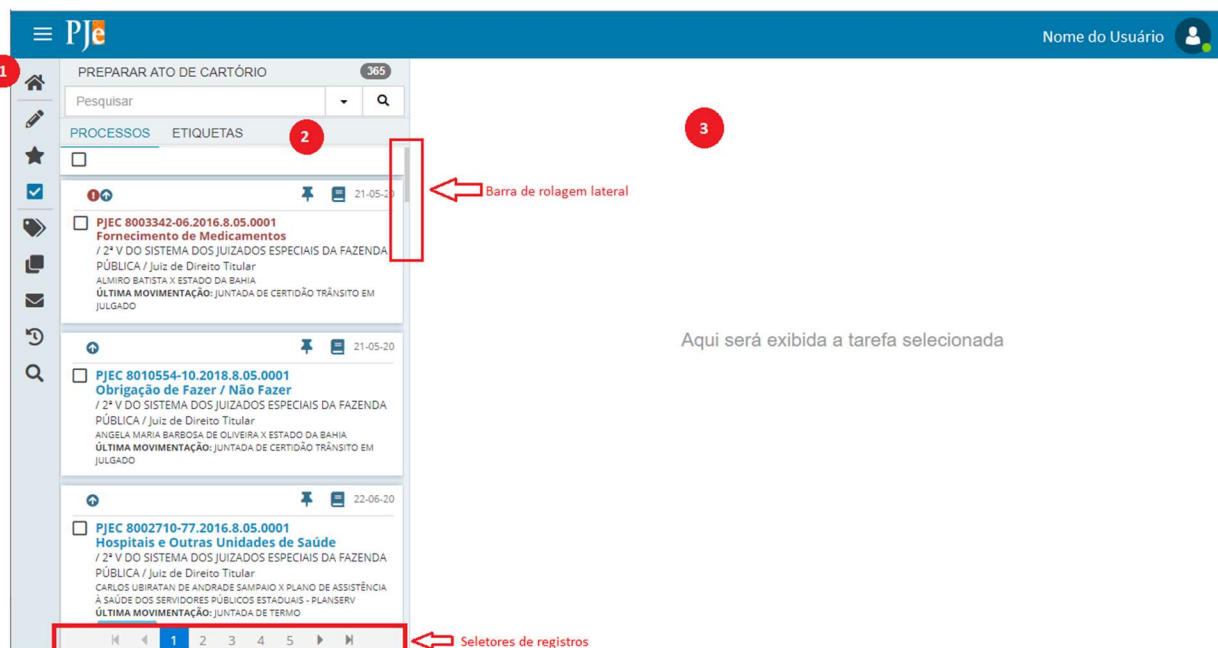 PJe
Nome do Usuário
1
PREPARAR ATO DE CARTÓRIO 365
Pesquisar
PROCESSOS ETIQUETAS
2
3
Barra de rolagem lateral
21-05-20
PJEC 8003342-06.2016.8.05.0001
Fornecimento de Medicamentos
/ 2ª V DO SISTEMA DOS JUIZADOS ESPECIAIS DA FAZENDA
PÚBLICA / Juiz de Direito Titular
ALMIRO BATISTA X ESTADO DA BAHIA
ÚLTIMA MOVIMENTAÇÃO: JUNTADA DE CERTIDÃO TRÂNSITO EM
JULGADO
Aqui será exibida a tarefa selecionada
21-05-20
PJEC 8010554-10.2018.8.05.0001
Obrigação de Fazer / Não Fazer
/ 2ª V DO SISTEMA DOS JUIZADOS ESPECIAIS DA FAZENDA
PÚBLICA / Juiz de Direito Titular
ANGELA MARIA BARBOSA DE OLIVEIRA X ESTADO DA BAHIA
ÚLTIMA MOVIMENTAÇÃO: JUNTADA DE CERTIDÃO TRÂNSITO EM
JULGADO
22-06-20
PJEC 8002710-77.2016.8.05.0001
Hospitais e Outras Unidades de Saúde
/ 2ª V DO SISTEMA DOS JUIZADOS ESPECIAIS DA FAZENDA
PÚBLICA / Juiz de Direito Titular
CARLOS UBIRATAN DE ANDRADE SAMPAIO X PLANO DE ASSISTÊNCIA
À SAÚDE DOS SERVIDORES PÚBLICOS ESTADUAIS - PLANSERV
ÚLTIMA MOVIMENTAÇÃO: JUNTADA DE TERMO
1 2 3 4 5
Seletores de registros